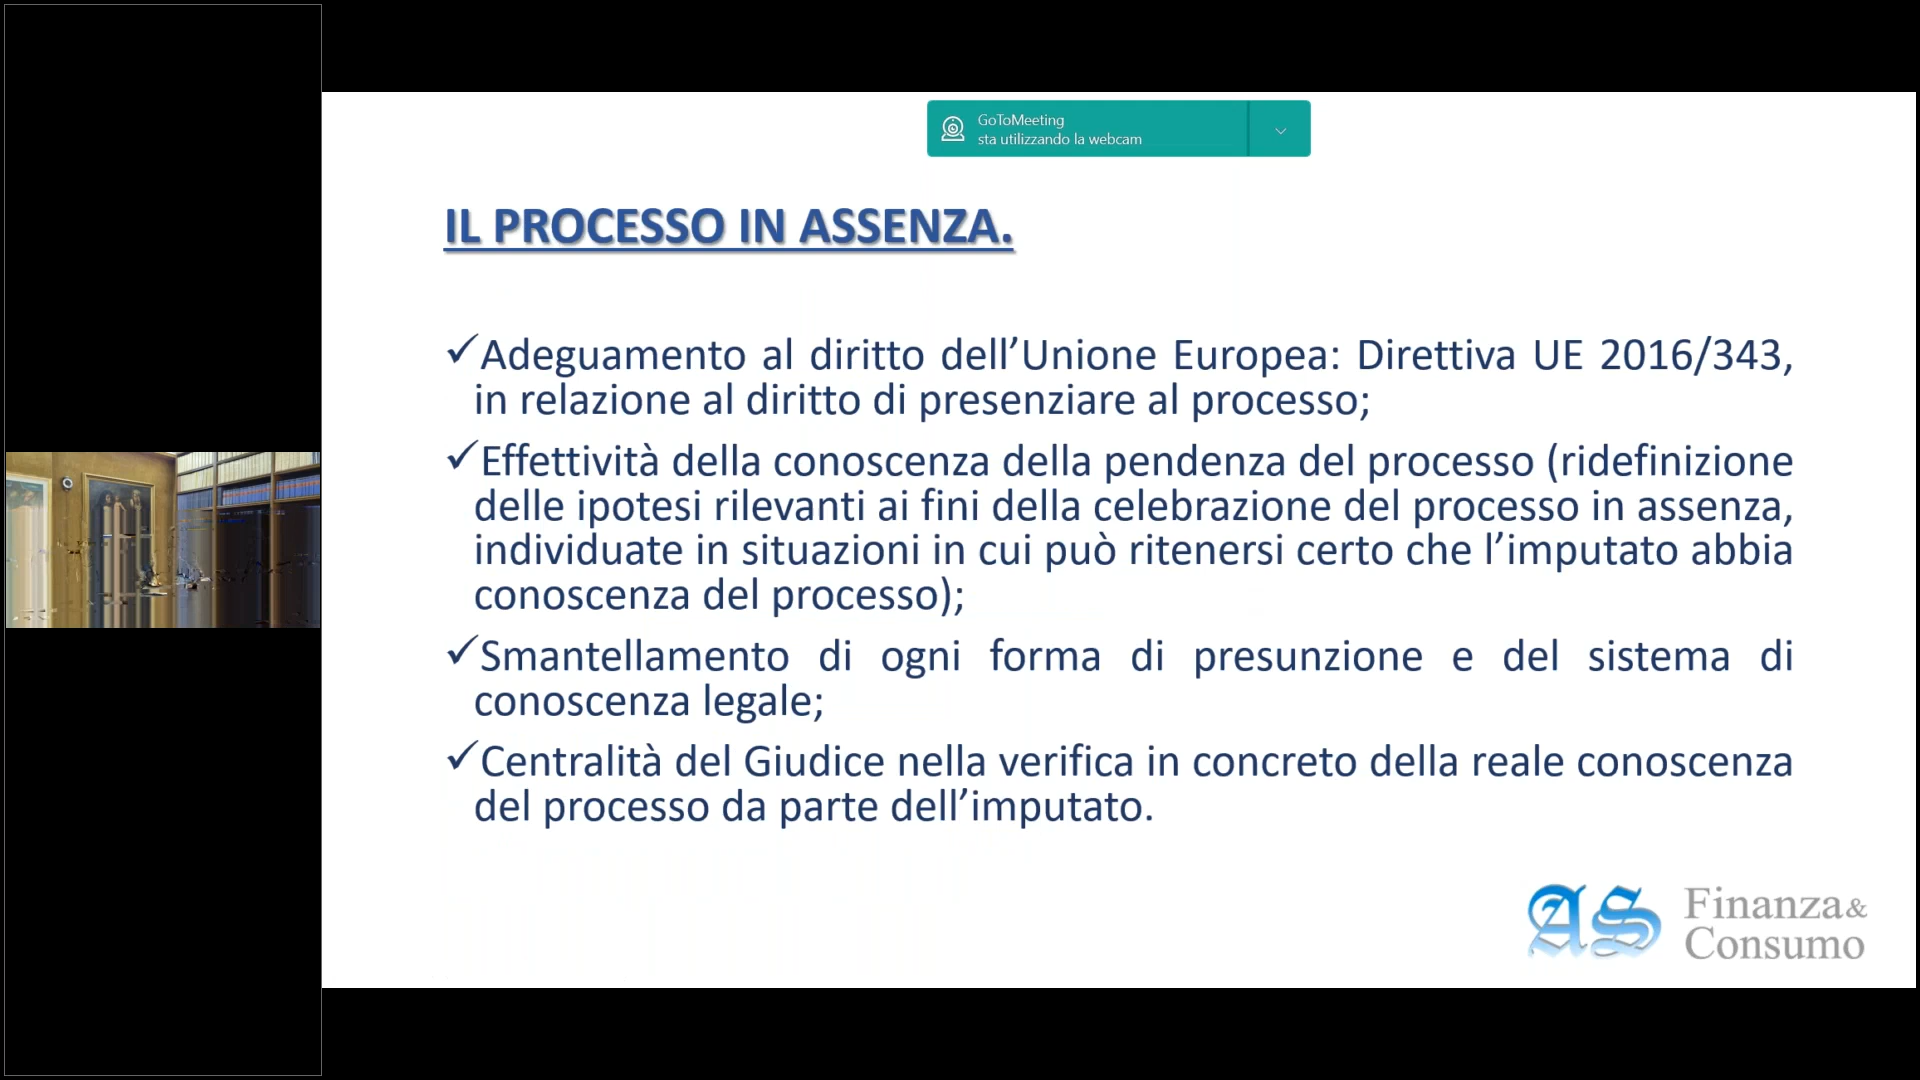 GoToMeeting
sta utilizzando la webcam
IL PROCESSO IN ASSENZA.
✓Adeguamento al diritto dell’Unione Europea: Direttiva UE 2016/343,
in relazione al diritto di presenziare al processo;
✓Effettività della conoscenza della pendenza del processo (ridefinizione
delle ipotesi rilevanti ai fini della celebrazione del processo in assenza,
individuate in situazioni in cui può ritenersi certo che l’imputato abbia
conoscenza del processo);
✓Smantellamento di ogni forma di presunzione e del sistema di
conoscenza legale;
✓Centralità del Giudice nella verifica in concreto della reale conoscenza
del processo da parte dell’imputato.
AS Finanza&
Consumo